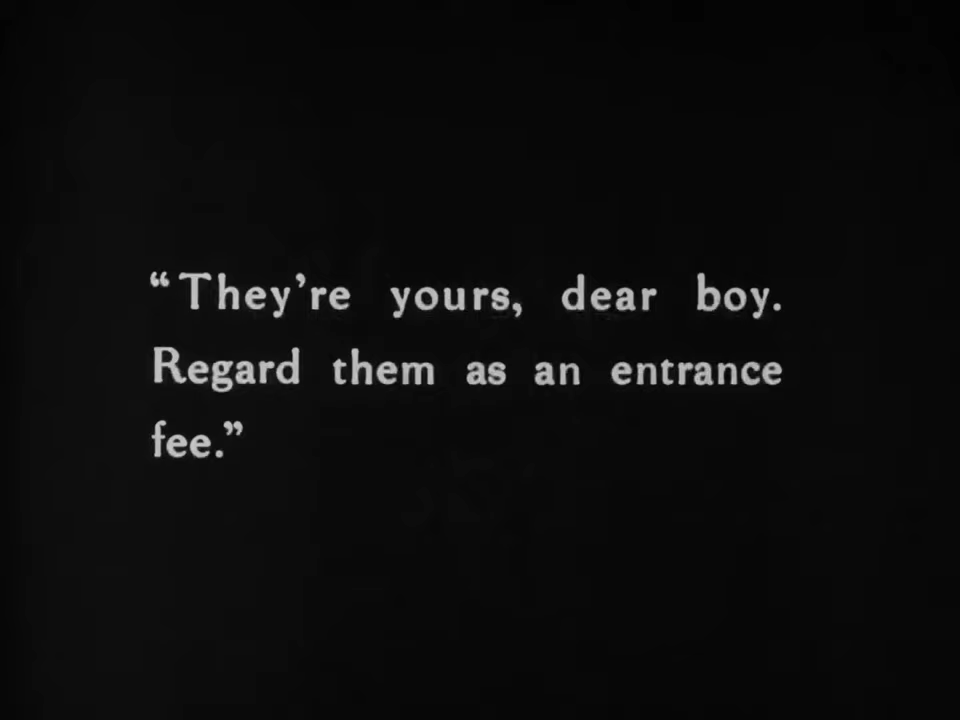 “They’re yours, dear boy.
Regard them as an entrance
fee.”